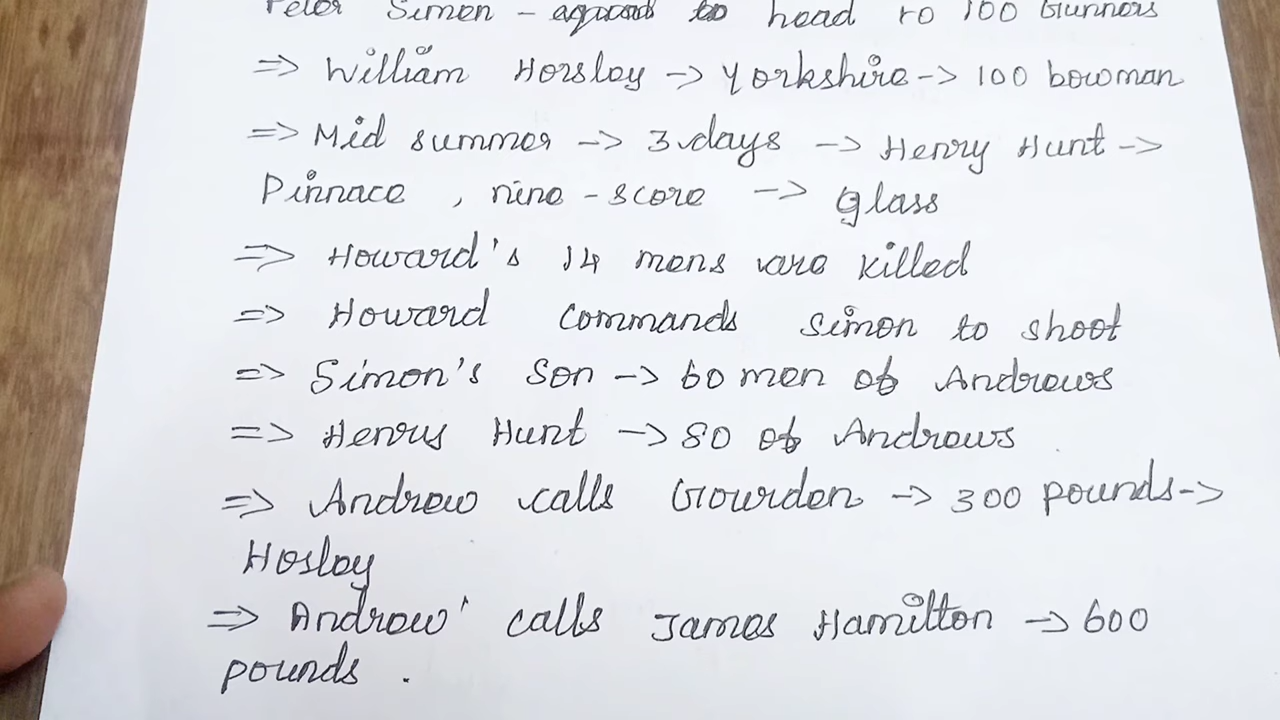 Peter Simon - agreed to head to 100 Gunners
=> William Horsley -> Yorkshire -> 100 bowman
=> Mid summer -> 3 days -> Henry Hunt ->
Pinnace , nine - score -> Glass
=> Howard's 14 mens are killed
=> Howard commands Simon to shoot
=> Simon's Son -> 60 men of Andrews
=> Henry Hunt -> 80 of Andrews
=> Andrew calls Gourden -> 300 pounds ->
Hosley
=> Andrew' calls James Hamilton -> 600
pounds .